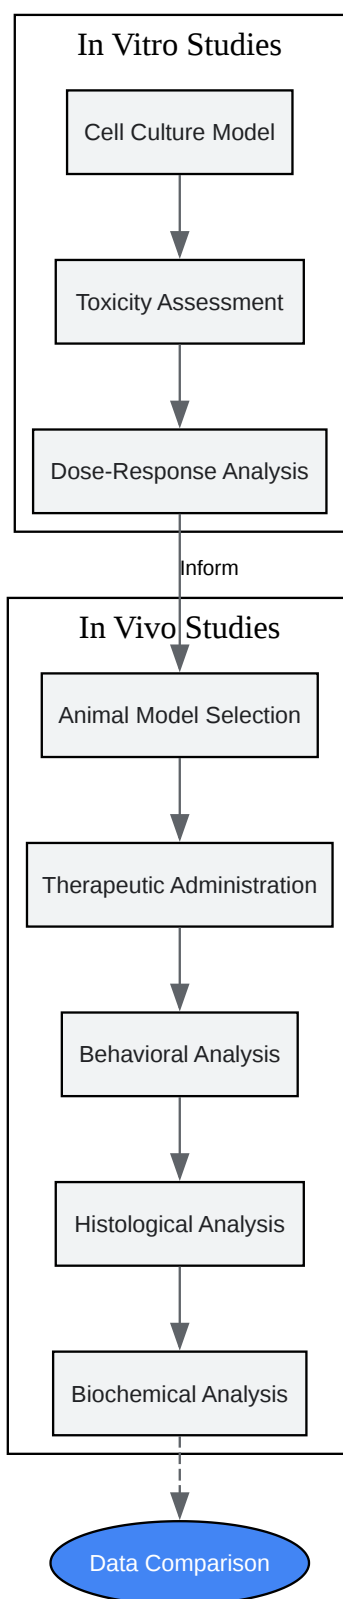 In Vitro Studies
Cell Culture Model
Toxicity Assessment
Dose-Response Analysis
Inform
In Vivo Studies
Animal Model Selection
Therapeutic Administration
Behavioral Analysis
Histological Analysis
Biochemical Analysis
Data Comparison